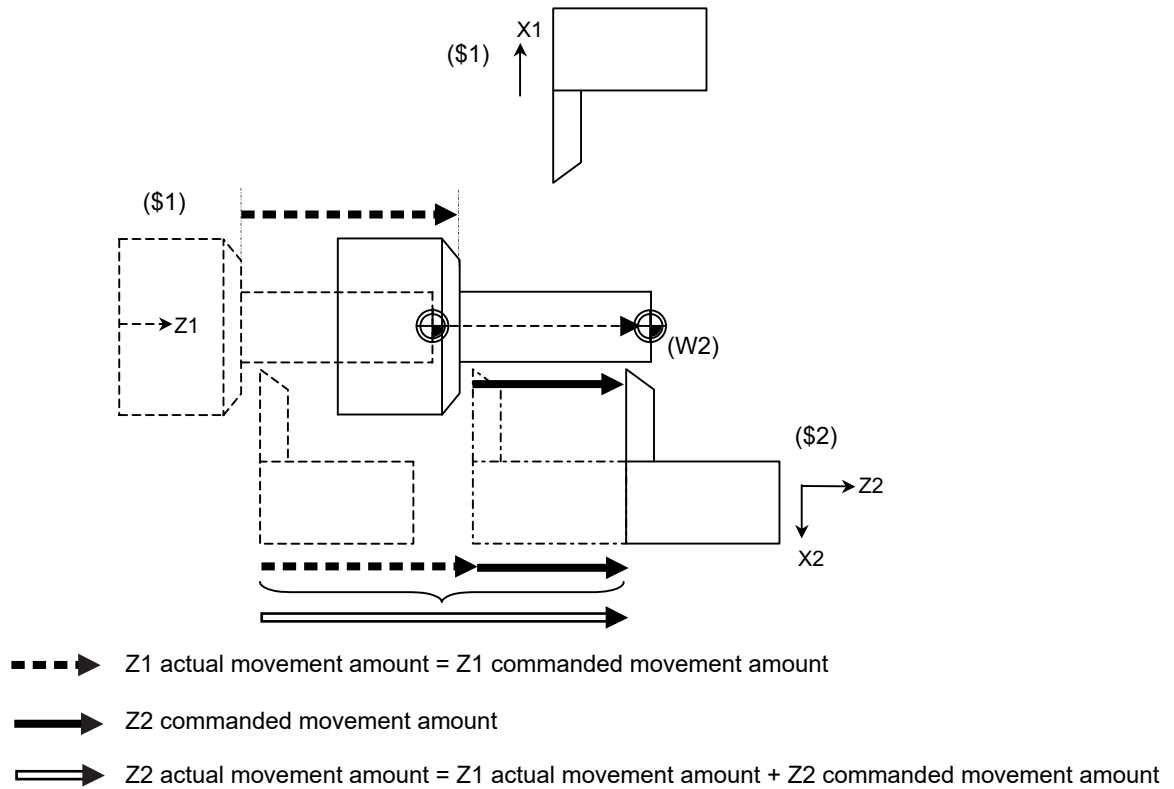 X1
($1)
($1)
Z1
(W2)
($2)
Z2
X2
Z1 actual movement amount = Z1 commanded movement amount
Z2 commanded movement amount
Z2 actual movement amount = Z1 actual movement amount + Z2 commanded movement amount